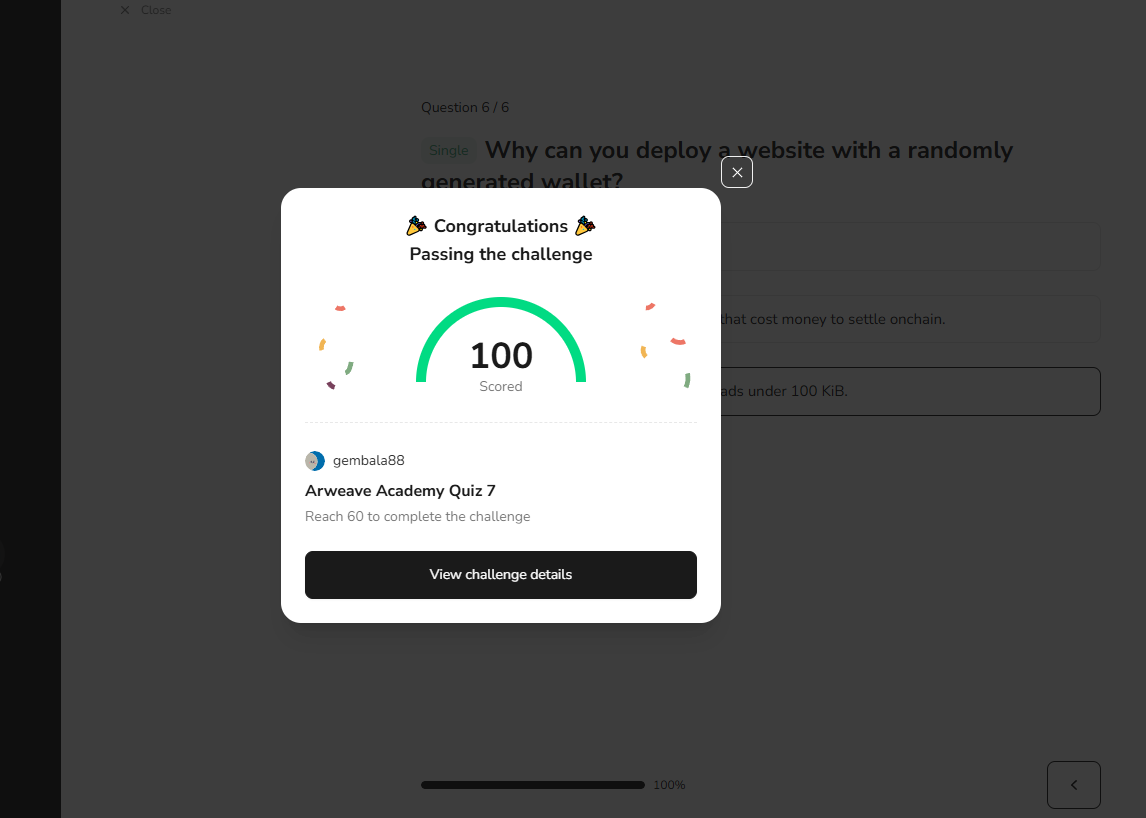 Close
Question 6 / 6
Single Why can you deploy a website with a randomly
generated wallet?
Congratulations
Passing the challenge
that cost money to settle onchain.
100
Scored
ads under 100 KiB.
gembala88
Arweave Academy Quiz 7
Reach 60 to complete the challenge
View challenge details
100%